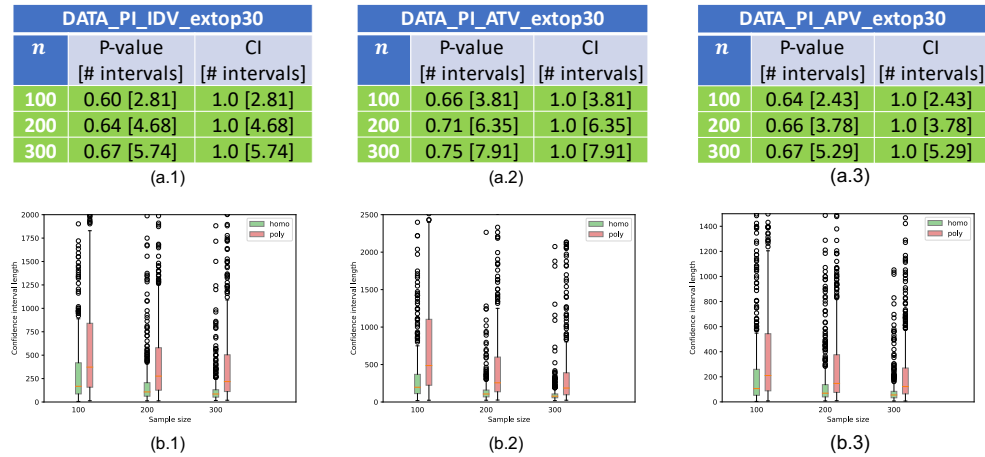 DATA_PI_IDV_extop30
n P-value CI
[# intervals] [# intervals]
100 0.60 [2.81] 1.0 [2.81]
200 0.64 [4.68] 1.0 [4.68]
300 0.67 [5.74] 1.0 [5.74]
(a.1)
DATA_PI_ATV_extop30
n P-value CI
[# intervals] [# intervals]
100 0.66 [3.81] 1.0 [3.81]
200 0.71 [6.35] 1.0 [6.35]
300 0.75 [7.91] 1.0 [7.91]
(a.2)
DATA_PI_APV_extop30
n P-value CI
[# intervals] [# intervals]
100 0.64 [2.43] 1.0 [2.43]
200 0.66 [3.78] 1.0 [3.78]
300 0.67 [5.29] 1.0 [5.29]
(a.3)
Confidence interval length
2000
1750
1500
1250
1000
750
500
250
0
homo
poly
100 200 300
Sample size
(b.1)
Confidence interval length
2500
2000
1500
1000
500
0
homo
poly
100 200 300
Sample size
(b.2)
Confidence interval length
1400
1200
1000
800
600
400
200
0
homo
poly
100 200 300
Sample size
(b.3)